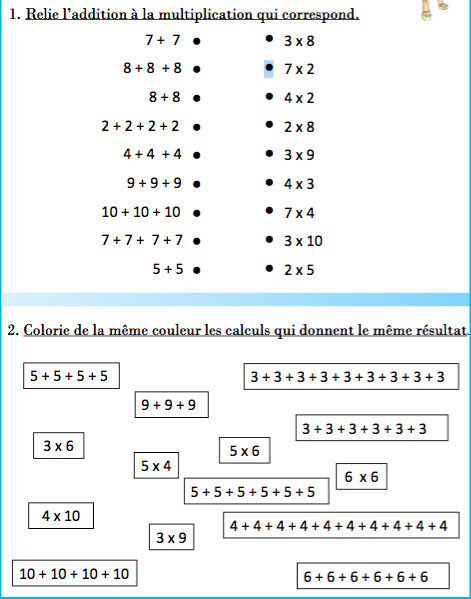 1. Relie l'addition à la multiplication qui correspond.
7 + 7 ● ● 3 x 8
8 + 8 + 8 ● ● 7 x 2
8 + 8 ● ● 4 x 2
2 + 2 + 2 + 2 ● ● 2 x 8
4 + 4 + 4 ● ● 3 x 9
9 + 9 + 9 ● ● 4 x 3
10 + 10 + 10 ● ● 7 x 4
7 + 7 + 7 + 7 ● ● 3 x 10
5 + 5 ● ● 2 x 5
2. Colorie de la même couleur les calculs qui donnent le même résultat.
5 + 5 + 5 + 5
3 + 3 + 3 + 3 + 3 + 3 + 3 + 3 + 3
9 + 9 + 9
3 + 3 + 3 + 3 + 3 + 3
3 x 6
5 x 6
5 x 4
6 x 6
5 + 5 + 5 + 5 + 5 + 5
4 x 10
4 + 4 + 4 + 4 + 4 + 4 + 4 + 4 + 4 + 4
3 x 9
10 + 10 + 10 + 10
6 + 6 + 6 + 6 + 6 + 6